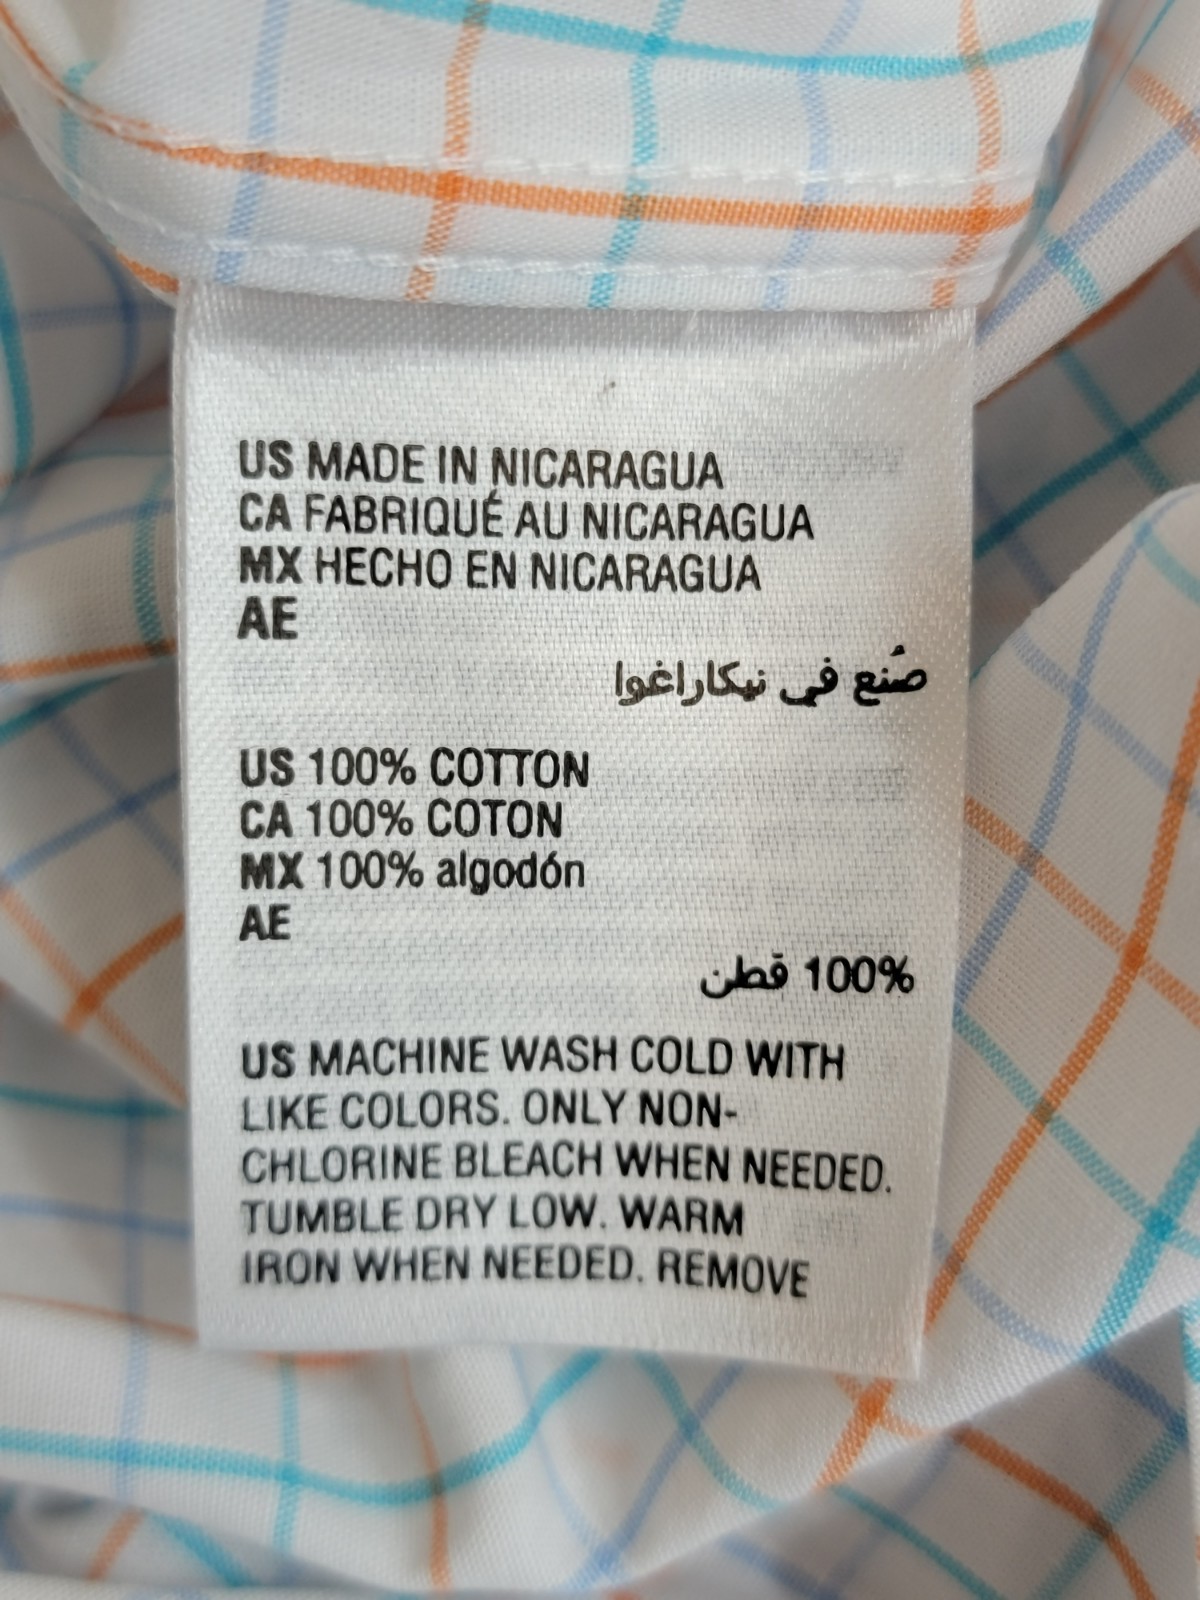 US MADE IN NICARAGUA
CA FABRIQUÉ AU NICARAGUA
MX HECHO EN NICARAGUA
AE
صُنع في نيكاراغوا
US 100% COTTON
CA 100% COTON
MX 100% algodón
AE
100% قطن
US MACHINE WASH COLD WITH
LIKE COLORS. ONLY NON-
CHLORINE BLEACH WHEN NEEDED.
TUMBLE DRY LOW. WARM
IRON WHEN NEEDED. REMOVE